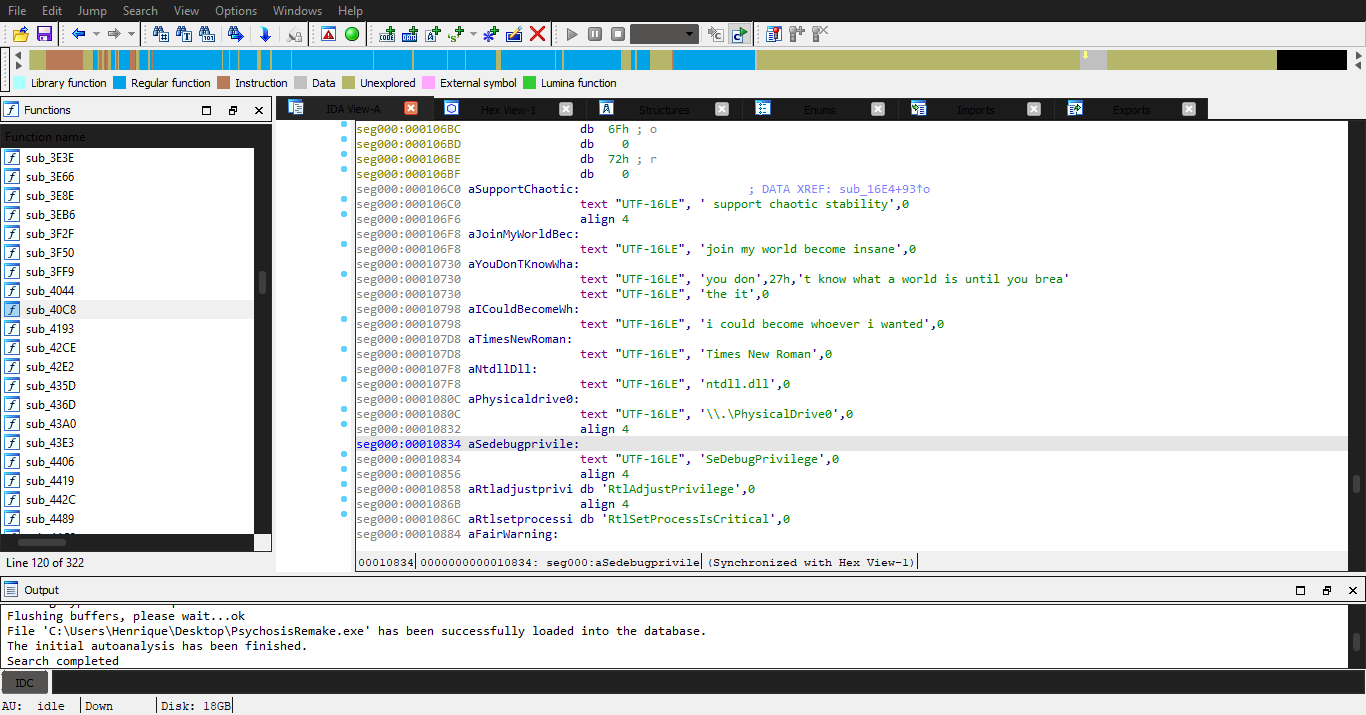 File Edit Jump Search View Options Windows Help
Library function Regular function Instruction Data Unexplored External symbol Lumina function
Functions
IDA View-A Hex View-1 Structures Enums Imports Exports
Function name
sub_3E3E
sub_3E66
sub_3E8E
sub_3EB6
sub_3F2F
sub_3F50
sub_3FF9
sub_4044
sub_40C8
sub_4193
sub_42CE
sub_42E2
sub_435D
sub_436D
sub_43A0
sub_43E3
sub_4406
sub_4419
sub_442C
sub_4489
Line 120 of 322
seg000:000106BC db 6Fh ; o
seg000:000106BD db 0
seg000:000106BE db 72h ; r
seg000:000106BF db 0
seg000:000106C0 aSupportChaotic: ; DATA XREF: sub_16E4+93↑o
seg000:000106C0 text "UTF-16LE", ' support chaotic stability',0
seg000:000106F6 align 4
seg000:000106F8 aJoinMyWorldBec:
seg000:000106F8 text "UTF-16LE", 'join my world become insane',0
seg000:00010730 aYouDonTKnowWha:
seg000:00010730 text "UTF-16LE", 'you don',27h,'t know what a world is until you brea'
seg000:00010730 text "UTF-16LE", 'the it',0
seg000:00010798 aICouldBecomeWh:
seg000:00010798 text "UTF-16LE", 'i could become whoever i wanted',0
seg000:000107D8 aTimesNewRoman:
seg000:000107D8 text "UTF-16LE", 'Times New Roman',0
seg000:000107F8 aNtdllDll:
seg000:000107F8 text "UTF-16LE", 'ntdll.dll',0
seg000:0001080C aPhysicaldrive0:
seg000:0001080C text "UTF-16LE", '\\.\PhysicalDrive0',0
seg000:00010832 align 4
seg000:00010834 aSedebugprivile:
seg000:00010834 text "UTF-16LE", 'SeDebugPrivilege',0
seg000:00010856 align 4
seg000:00010858 aRtladjustprivi db 'RtlAdjustPrivilege',0
seg000:0001086B align 4
seg000:0001086C aRtlsetprocessi db 'RtlSetProcessIsCritical',0
seg000:00010884 aFairWarning:
00010834 0000000000010834: seg000:aSedebugprivile (Synchronized with Hex View-1)
Output
Flushing buffers, please wait...ok
File 'C:\Users\Henrique\Desktop\PsychosisRemake.exe' has been successfully loaded into the database.
The initial autoanalysis has been finished.
Search completed
IDC
AU: idle Down Disk: 18GB